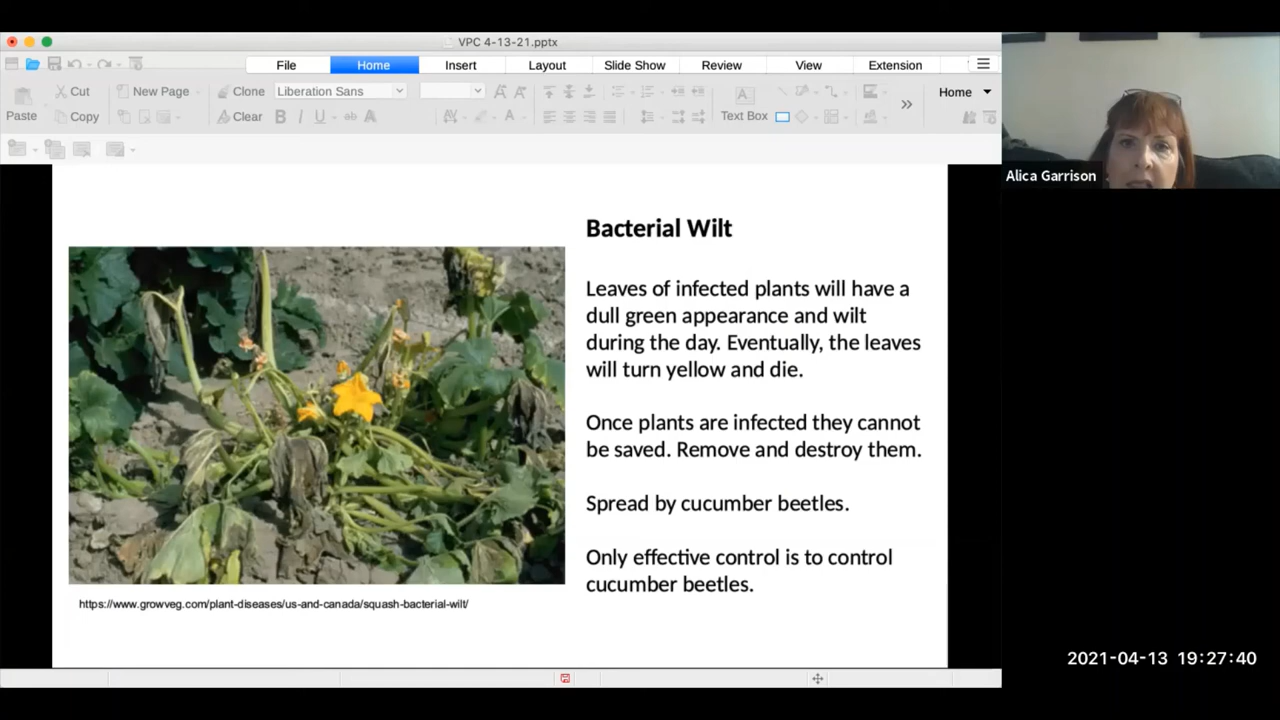 VPC 4-13-21.pptx
File Home Insert Layout Slide Show Review View Extension
Cut New Page Clone Liberation Sans Home
Paste Copy Clear B I U ab A A Text Box
Alica Garrison
Bacterial Wilt
Leaves of infected plants will have a
dull green appearance and wilt
during the day. Eventually, the leaves
will turn yellow and die.
Once plants are infected they cannot
be saved. Remove and destroy them.
Spread by cucumber beetles.
Only effective control is to control
cucumber beetles.
https://www.growveg.com/plant-diseases/us-and-canada/squash-bacterial-wilt/
2021-04-13 19:27:40